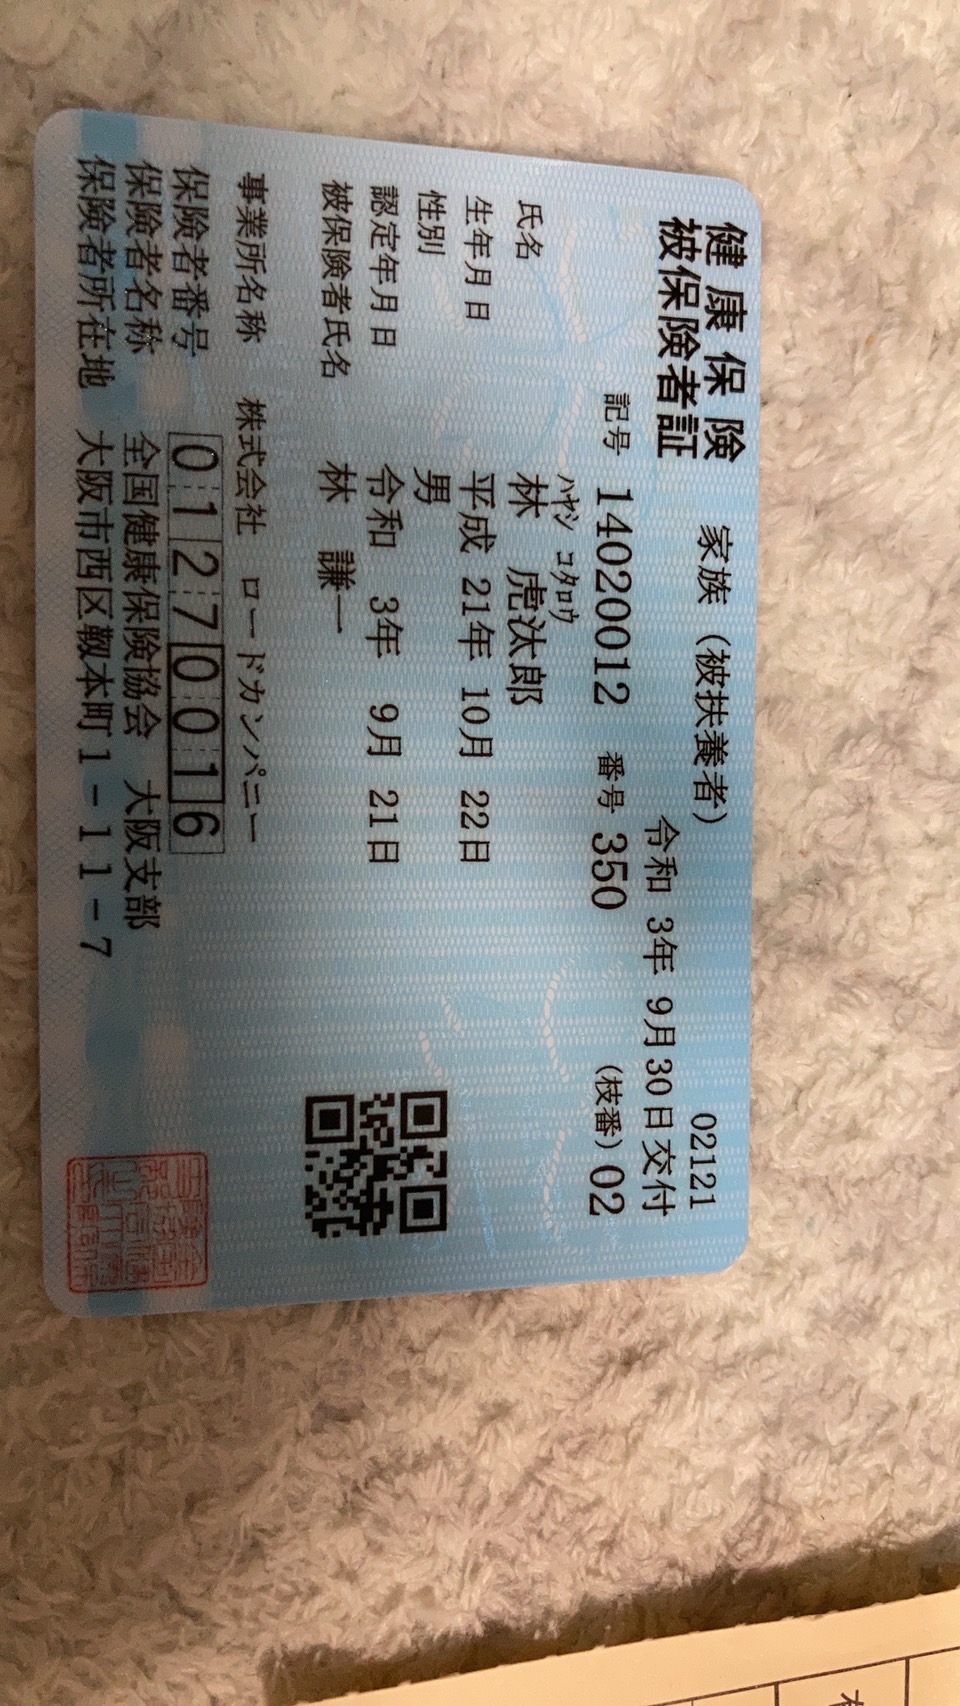 健康保険
被保険者証
家族（被扶養者）
02121
令和 3年 9月30日交付
記号 14020012 番号 350 (枝番) 02
ﾊﾔｼ ｺﾀﾛｳ
氏名 林 虎汰郎
生年月日 平成 21年 10月 22日
性別 男
認定年月日 令和 3年 9月 21日
被保険者氏名 林 謙一
事業所名称 株式会社 ロードカンパニー
保険者番号 01270016
保険者名称 全国健康保険協会 大阪支部
保険者所在地 大阪市西区靱本町1-11-7